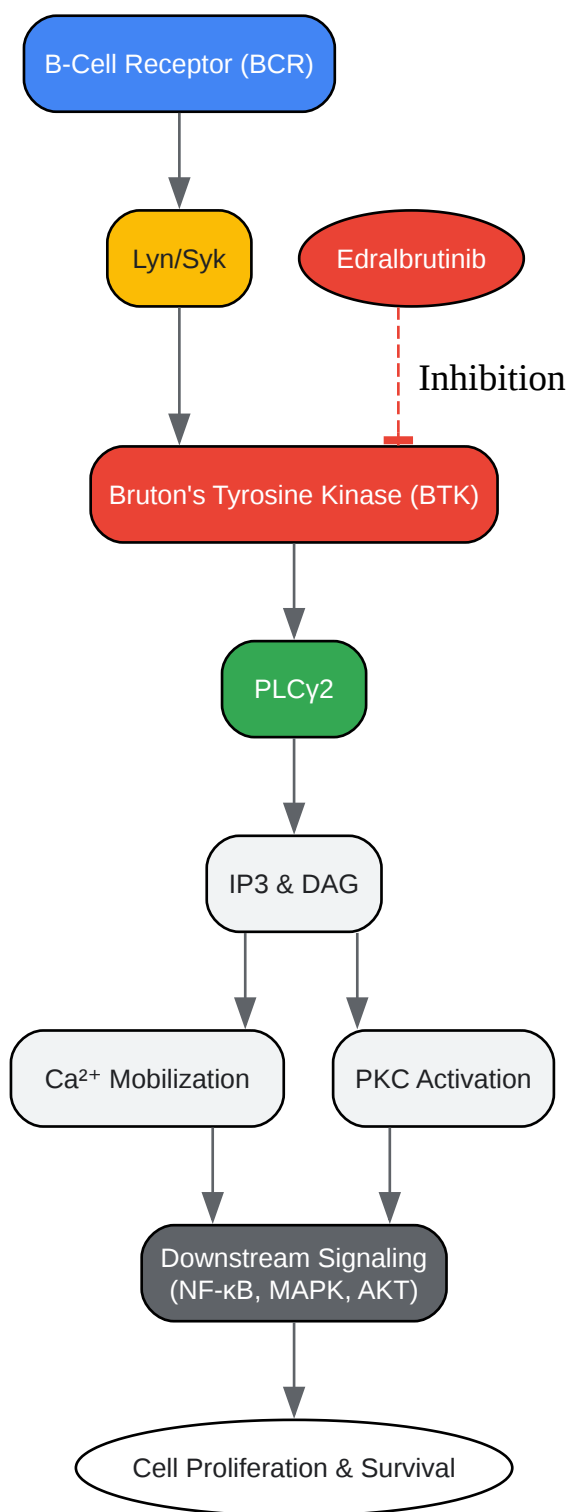 B-Cell Receptor (BCR)
Lyn/Syk
Edralbrutinib
Inhibition
Bruton's Tyrosine Kinase (BTK)
PLCγ2
IP3 & DAG
Ca²⁺ Mobilization
PKC Activation
Downstream Signaling
(NF-κB, MAPK, AKT)
Cell Proliferation & Survival